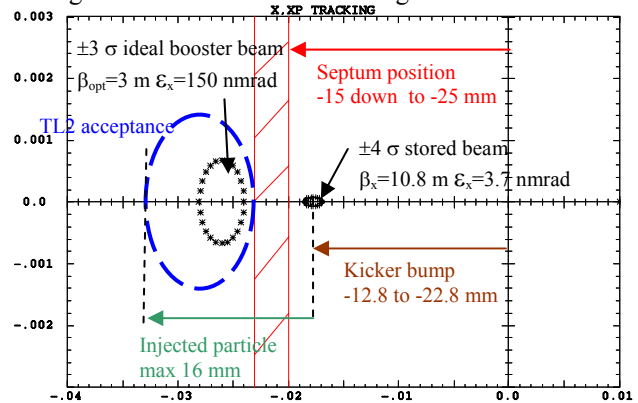 X,XP TRACKING
0.003
0.002
0.001
0.0
-.001
-.002
±3 σ ideal booster beam
βopt=3 m εx=150 nmrad
TL2 acceptance
Septum position
-15 down to -25 mm
±4 σ stored beam
βx=10.8 m εx=3.7 nmrad
Kicker bump
-12.8 to -22.8 mm
Injected particle
max 16 mm
-.04 -.03 -.02 -.01 0.0 0.01